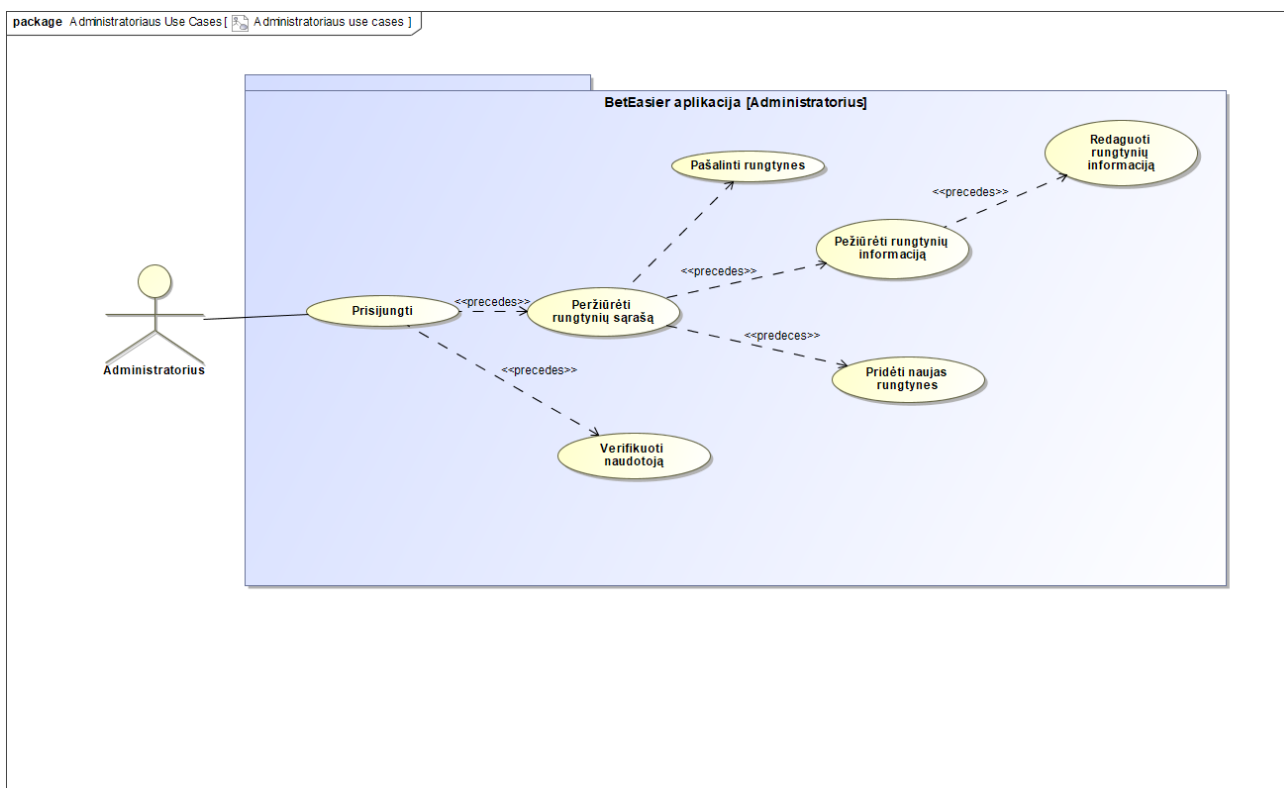 package Administratoriaus Use Cases [ Administratoriaus use cases ]
BetEasier aplikacija [Administratorius]
Redaguoti
rungtynių
informaciją
Pašalinti rungtynes
<<precedes>>
Pežiūrėti rungtynių
informaciją
<<precedes>>
Prisijungti
<<precedes>>
Peržiūrėti
rungtynių sąrašą
<<predeces>>
Administratorius
<<precedes>>
Pridėti naujas
rungtynes
Verifikuoti
naudotoją